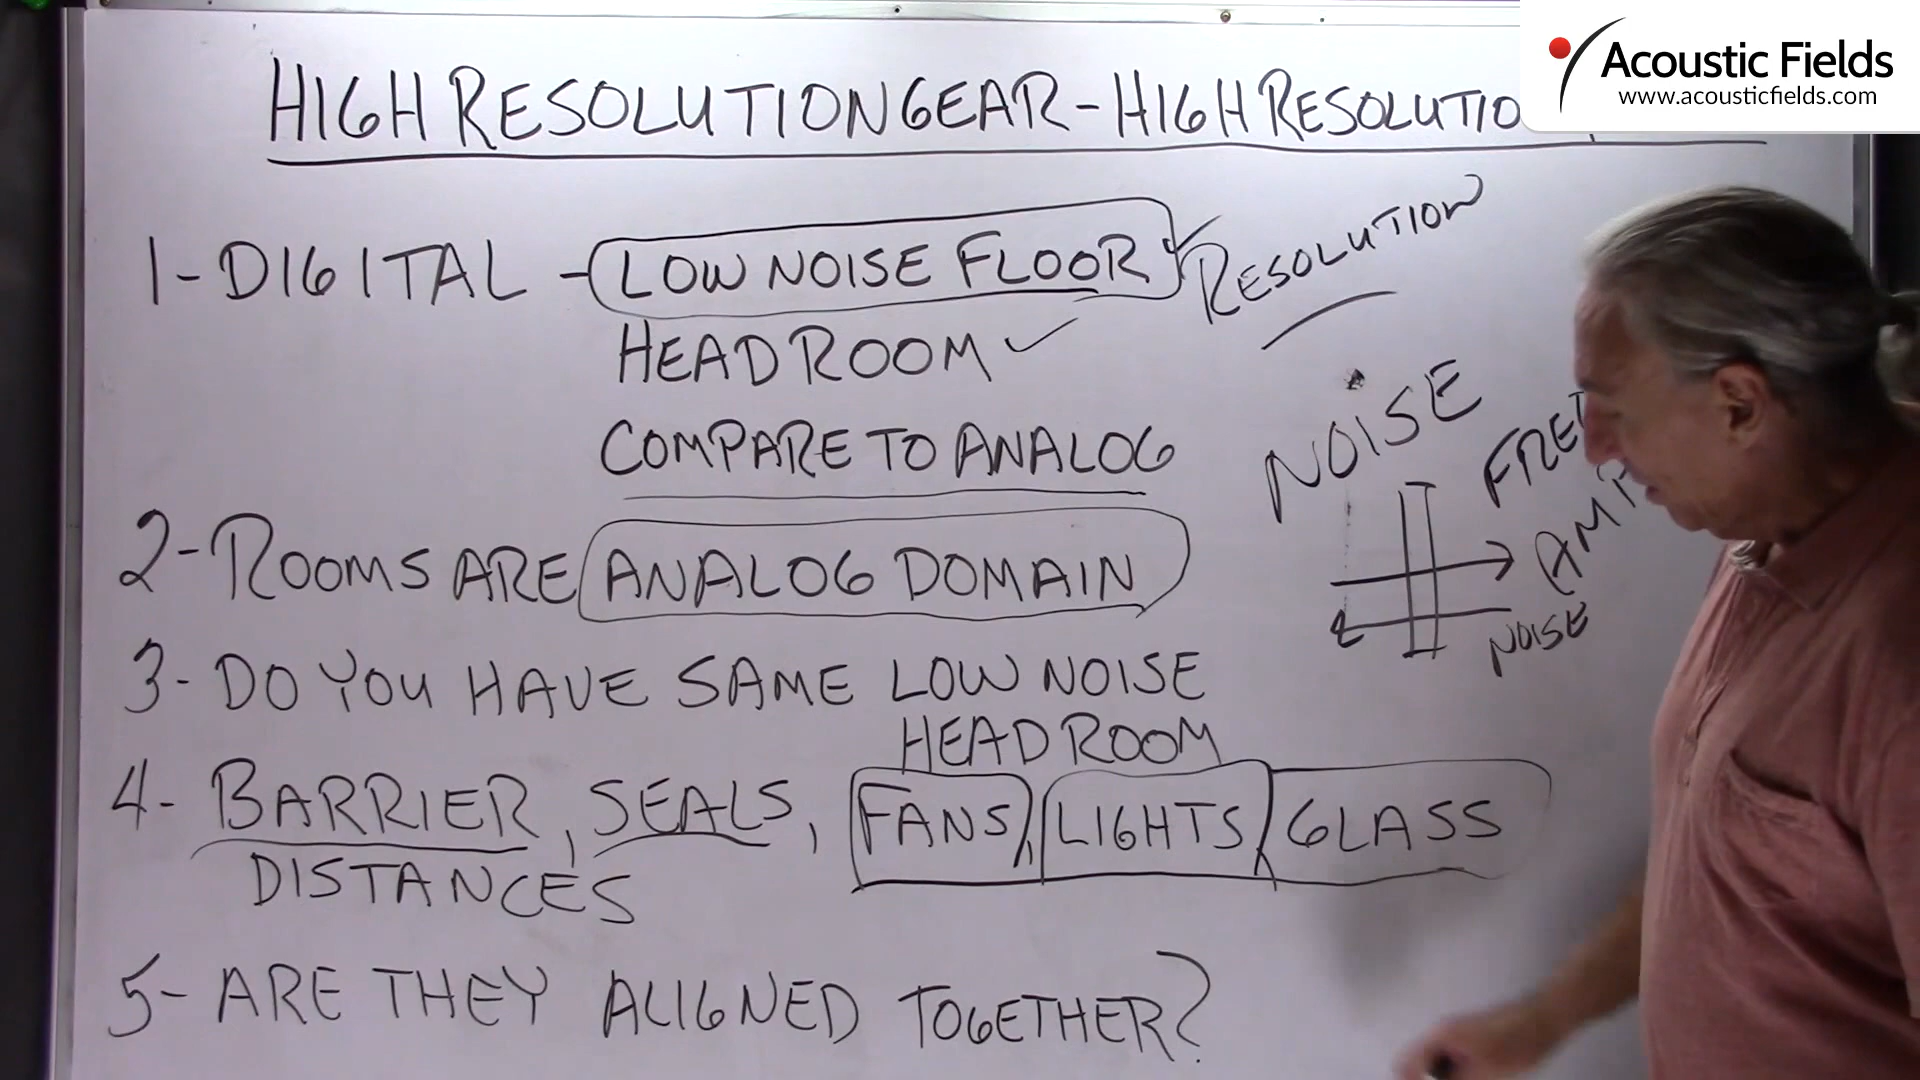 HIGH RESOLUTION GEAR - HIGH RESOLUTIO
Acoustic Fields
www.acousticfields.com
1 - DIGITAL - LOW NOISE FLOOR
RESOLUTION
HEADROOM ✓
COMPARE TO ANALOG
NOISE
FRE
AMP
NOISE
2 - ROOMS ARE ANALOG DOMAIN
3 - DO YOU HAVE SAME LOW NOISE
HEADROOM
4 - BARRIER, SEALS, FANS, LIGHTS, GLASS
DISTANCES
5 - ARE THEY ALIGNED TOGETHER?